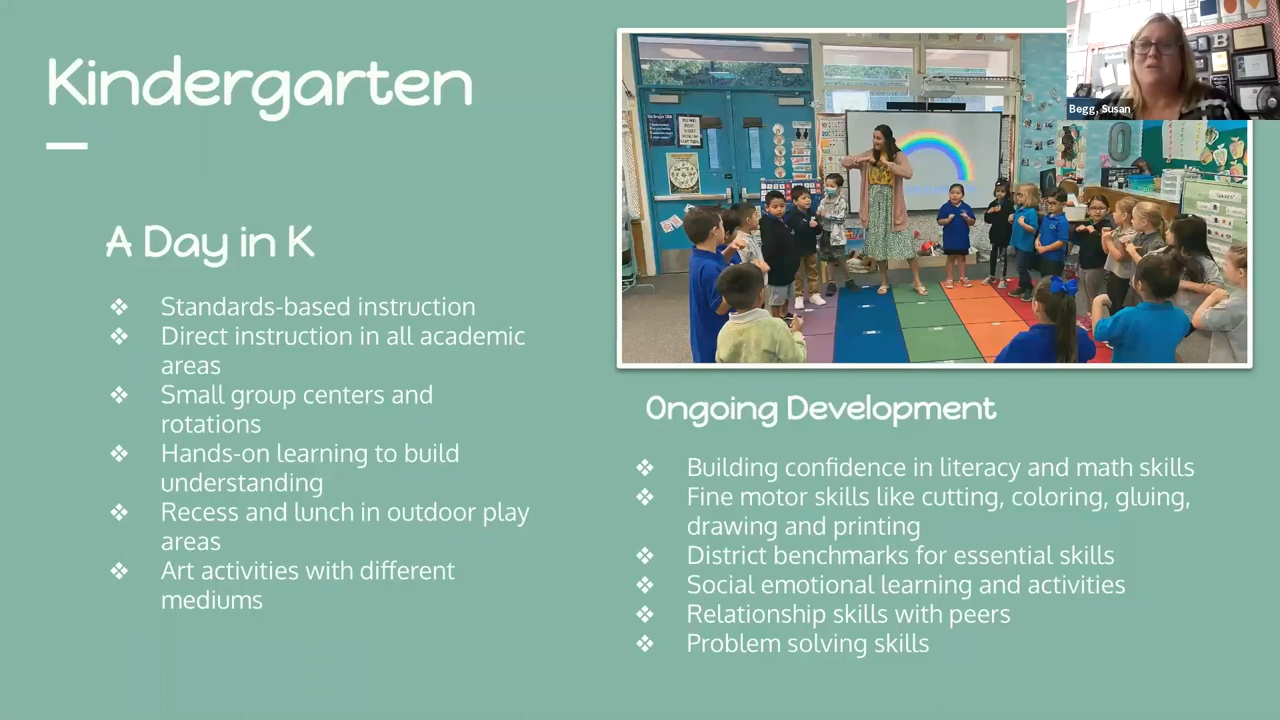 Kindergarten
A Day in K
❖ Standards-based instruction
❖ Direct instruction in all academic
areas
❖ Small group centers and
rotations
❖ Hands-on learning to build
understanding
❖ Recess and lunch in outdoor play
areas
❖ Art activities with different
mediums
Begg, Susan
B
0
Ongoing Development
❖ Building confidence in literacy and math skills
❖ Fine motor skills like cutting, coloring, gluing,
drawing and printing
❖ District benchmarks for essential skills
❖ Social emotional learning and activities
❖ Relationship skills with peers
❖ Problem solving skills